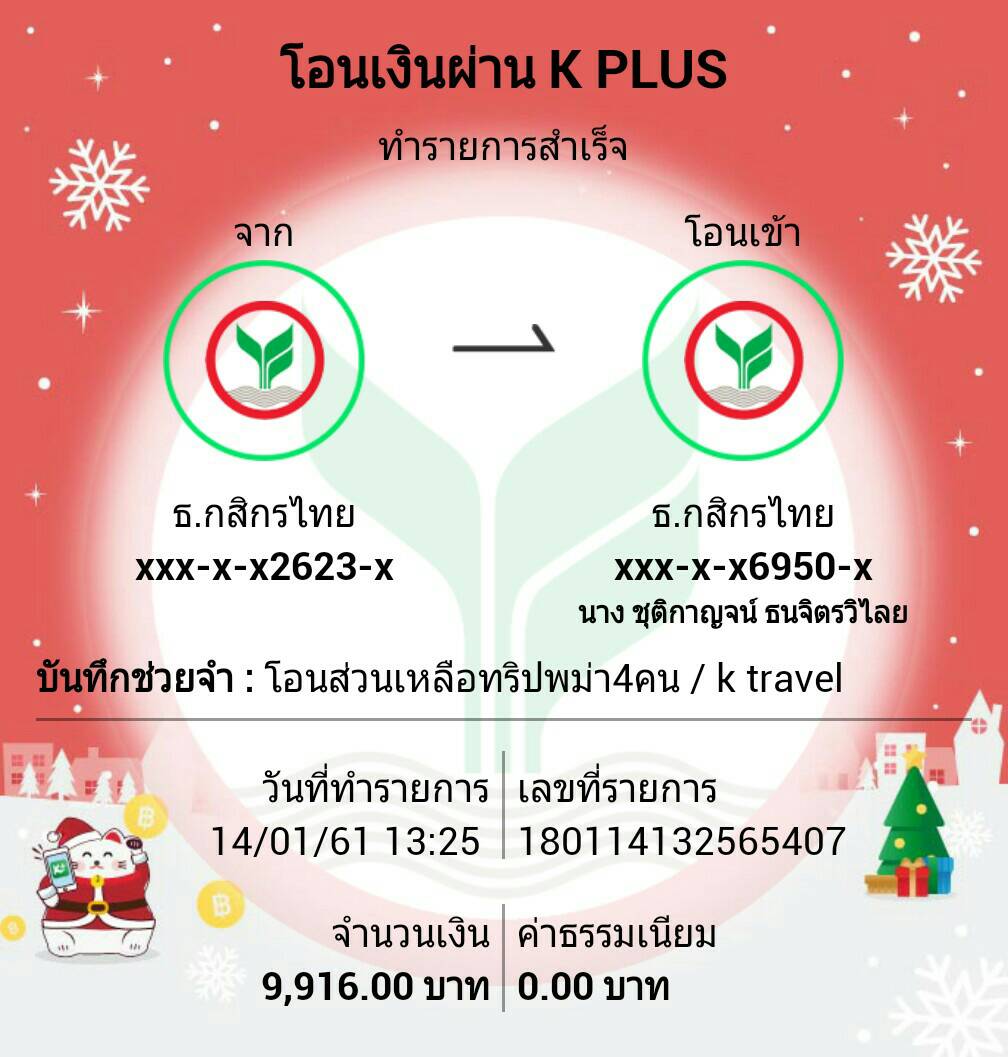 โอนเงินผ่าน K PLUS
ทำรายการสำเร็จ
จาก
โอนเข้า
ธ.กสิกรไทย
xxx-x-x2623-x
ธ.กสิกรไทย
xxx-x-x6950-x
นาง ชุติกาญจน์ ธนจิตรวิไลย
บันทึกช่วยจำ : โอนส่วนเหลือทริปพม่า4คน / k travel
วันที่ทำรายการ
14/01/61 13:25
เลขที่รายการ
180114132565407
จำนวนเงิน
9,916.00 บาท
ค่าธรรมเนียม
0.00 บาท